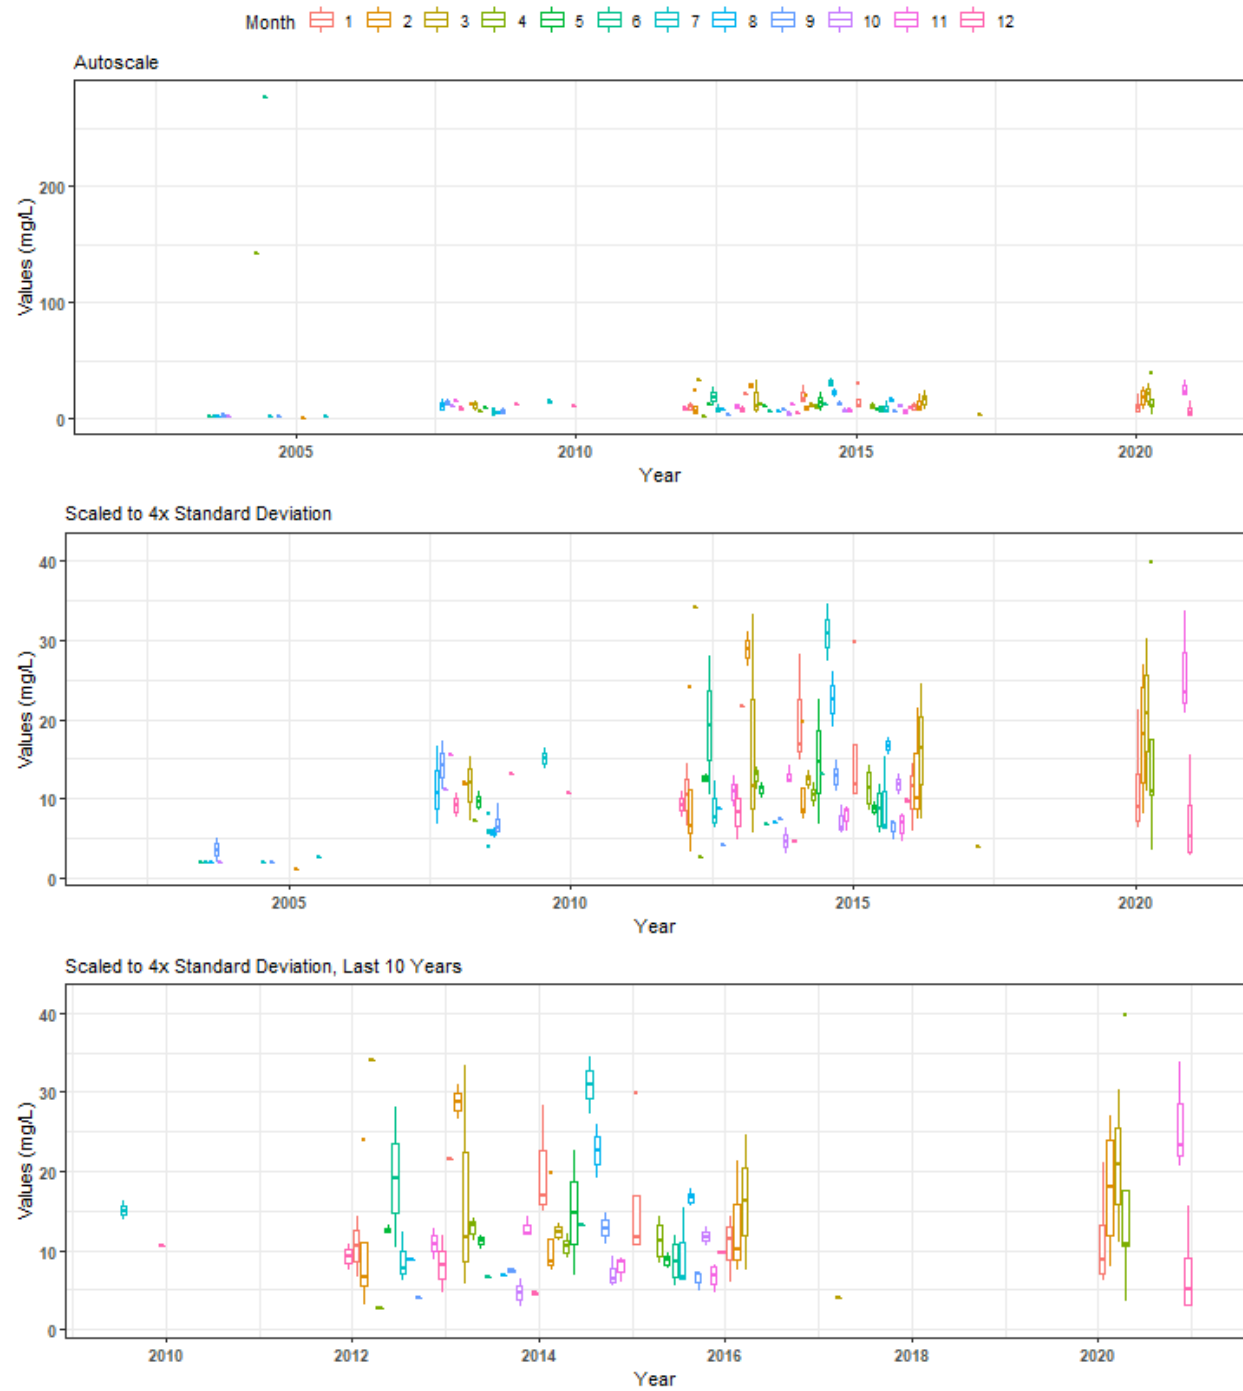 Month 1 2 3 4 5 6 7 8 9 10 11 12
Autoscale
Values (mg/L)
200
100
0
2005 2010 2015 2020
Year
Scaled to 4x Standard Deviation
Values (mg/L)
40
30
20
10
0
2005 2010 2015 2020
Year
Scaled to 4x Standard Deviation, Last 10 Years
Values (mg/L)
40
30
20
10
0
2010 2012 2014 2016 2018 2020
Year